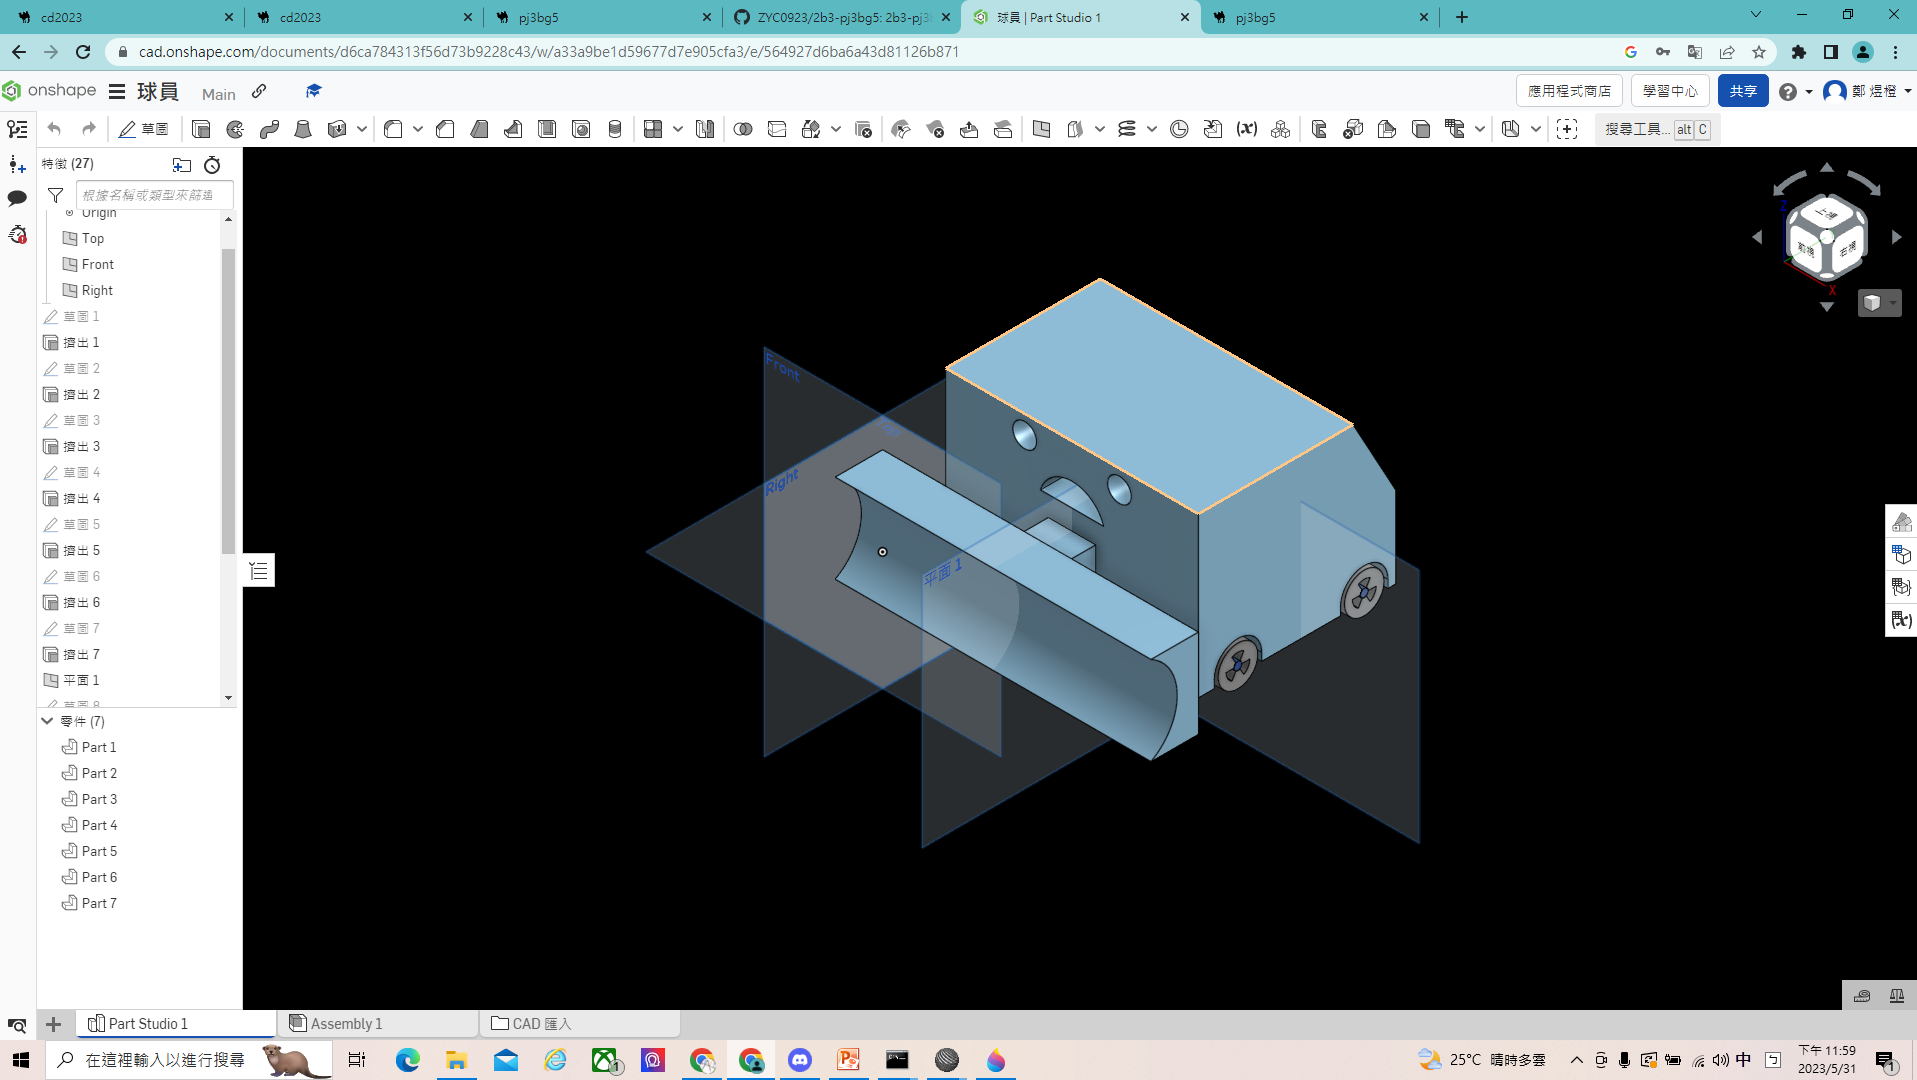 cd2023
cd2023
pj3bg5
ZYC0923/2b3-pj3bg5: 2b3-pj3
球員 | Part Studio 1
pj3bg5
cad.onshape.com/documents/d6ca784313f56d73b9228c43/w/a33a9be1d59677d7e905cfa3/e/564927d6ba6a43d81126b871
onshape
球員
Main
應用程式商店
學習中心
共享
鄭 煜橙
草圖
搜尋工具... alt C
特徵 (27)
根據名稱或類型來篩選
Origin
Top
Front
Right
草圖 1
擠出 1
草圖 2
擠出 2
草圖 3
擠出 3
草圖 4
擠出 4
草圖 5
擠出 5
草圖 6
擠出 6
草圖 7
擠出 7
平面 1
草圖 8
零件 (7)
Part 1
Part 2
Part 3
Part 4
Part 5
Part 6
Part 7
Front
Top
Right
平面 1
Z
上視
前視
右視
X
Part Studio 1
Assembly 1
CAD 匯入
在這裡輸入以進行搜尋
25°C 晴時多雲
中
下午 11:59
2023/5/31